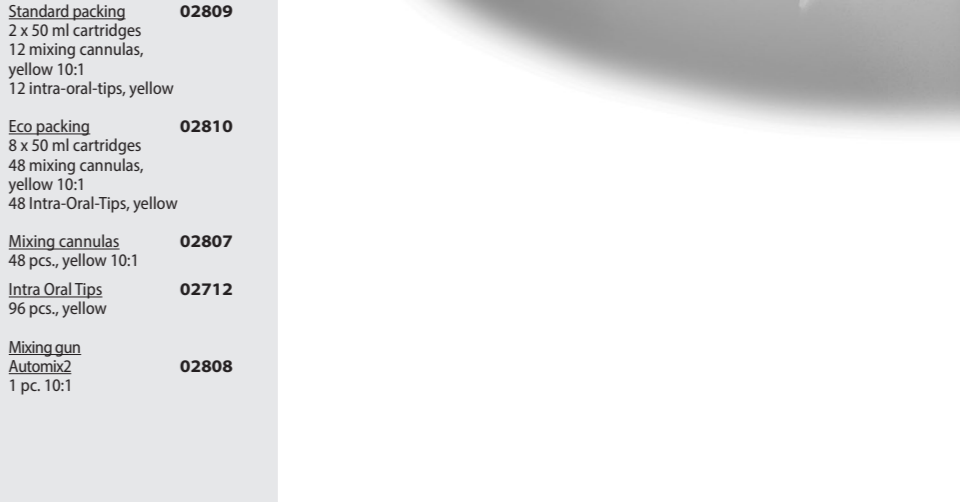 Standard packing 02809
2 x 50 ml cartridges
12 mixing cannulas,
yellow 10:1
12 intra-oral-tips, yellow
Eco packing 02810
8 x 50 ml cartridges
48 mixing cannulas,
yellow 10:1
48 Intra-Oral-Tips, yellow
Mixing cannulas 02807
48 pcs., yellow 10:1
Intra Oral Tips 02712
96 pcs., yellow
Mixing gun
Automix2 02808
1 pc. 10:1